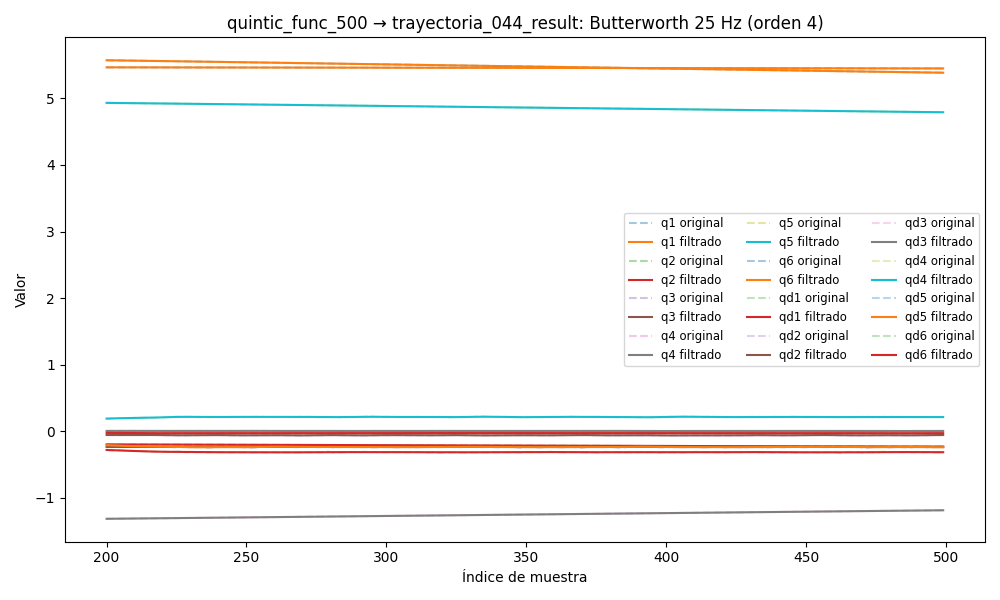 quintic_func_500 → trayectoria_044_result: Butterworth 25 Hz (orden 4)
Valor
5
4
3
2
1
0
−1
200
250
300
350
400
450
500
Índice de muestra
q1 original
q1 filtrado
q2 original
q2 filtrado
q3 original
q3 filtrado
q4 original
q4 filtrado
q5 original
q5 filtrado
q6 original
q6 filtrado
qd1 original
qd1 filtrado
qd2 original
qd2 filtrado
qd3 original
qd3 filtrado
qd4 original
qd4 filtrado
qd5 original
qd5 filtrado
qd6 original
qd6 filtrado